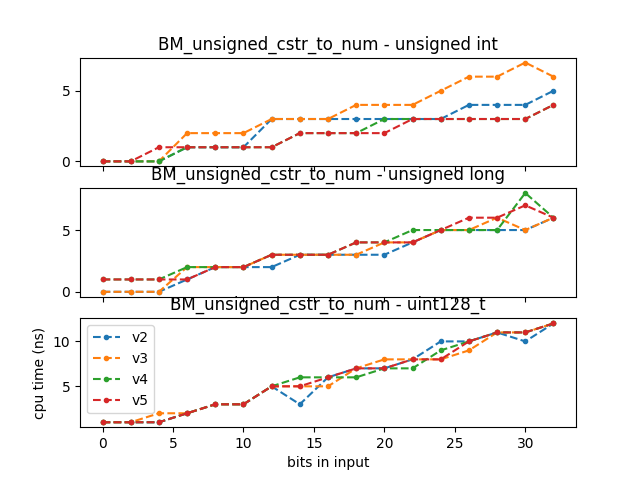 BM_unsigned_cstr_to_num - unsigned int
5
0
BM_unsigned_cstr_to_num - unsigned long
5
0
BM_unsigned_cstr_to_num - uint128_t
10
5
cpu time (ns)
v2
v3
v4
v5
0 5 10 15 20 25 30
bits in input